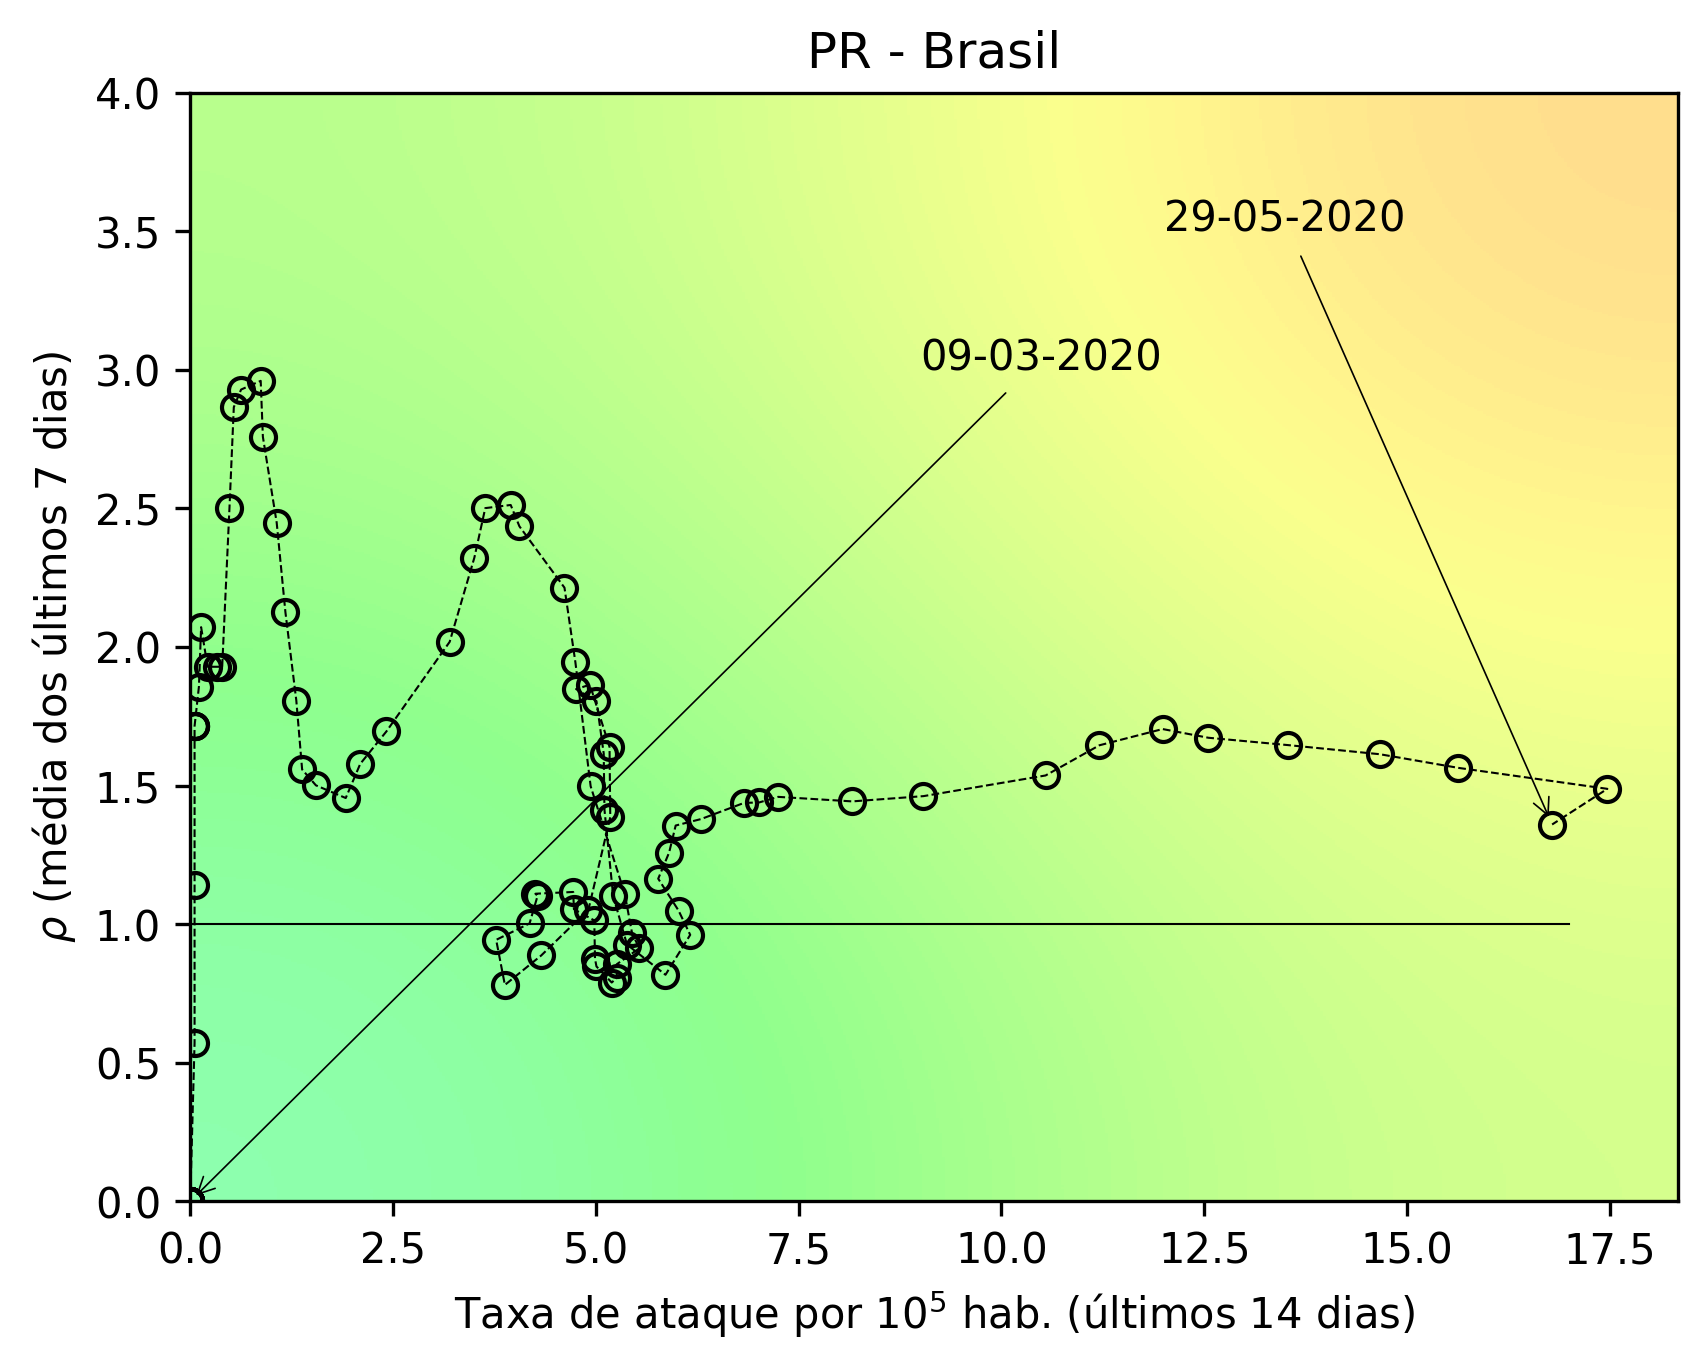 PR - Brasil
4.0
3.5
3.0
2.5
2.0
1.5
1.0
0.5
0.0
ρ (média dos últimos 7 dias)
29-05-2020
09-03-2020
0.0 2.5 5.0 7.5 10.0 12.5 15.0 17.5
Taxa de ataque por 10⁵ hab. (últimos 14 dias)